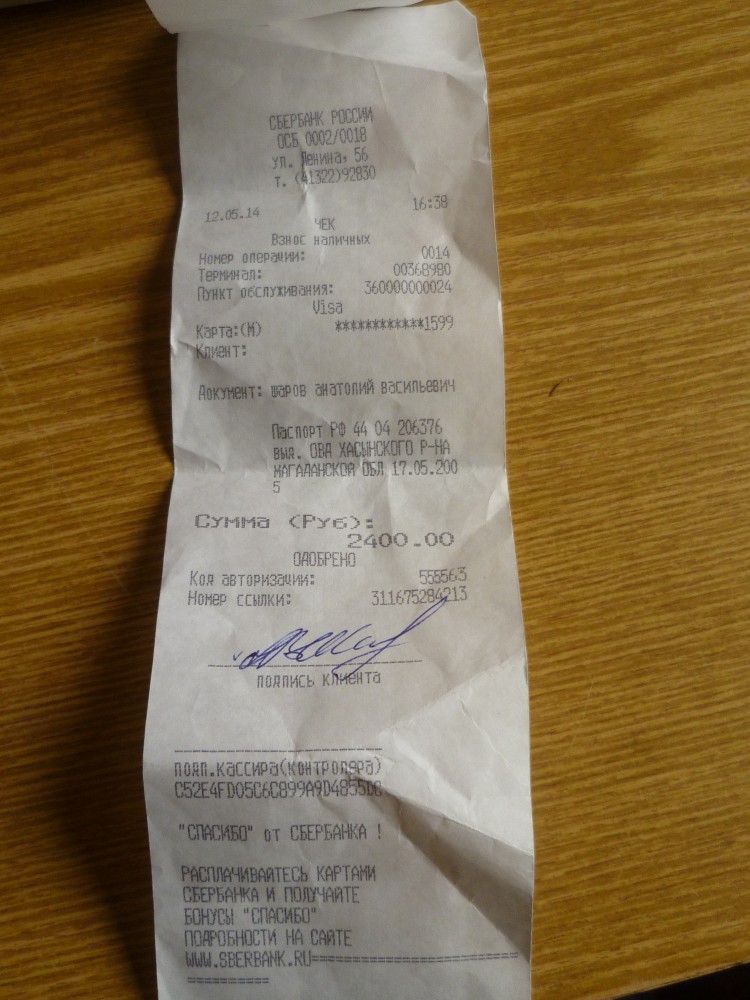 СБЕРБАНК РОССИИ
ОСБ 0002/0018
ул. Ленина, 56
т. (41322)92830
12.05.14 16:38
ЧЕК
Взнос наличных
Номер операции: 0014
Терминал: 00368980
Пункт обслуживания: 360000000024
Visa
Карта:(М) ************1599
Клиент:
Документ: шаров анатолий васильевич
Паспорт РФ 44 04 206376
выд. ОВД ХАСЫНСКОГО Р-НА
МАГАДАНСКОЙ ОБЛ 17.05.200
5
Сумма (Руб):
2400.00
ОДОБРЕНО
Код авторизации: 555563
Номер ссылки: 311675284213
подпись клиента
подп.кассира(контролера)
C52E4FD05C6C899A9D4855DC
"СПАСИБО" от СБЕРБАНКА !
РАСПЛАЧИВАЙТЕСЬ КАРТАМИ
СБЕРБАНКА И ПОЛУЧАЙТЕ
БОНУСЫ "СПАСИБО"
ПОДРОБНОСТИ НА САЙТЕ
WWW.SBERBANK.RU